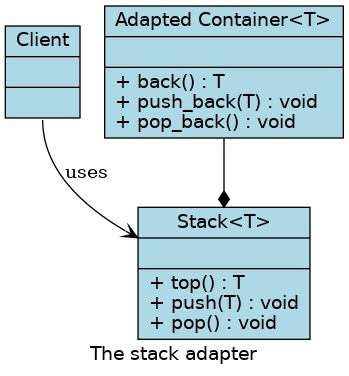 Client
Adapted Container<T>
+ back() : T
+ push_back(T) : void
+ pop_back() : void
uses
Stack<T>
+ top() : T
+ push(T) : void
+ pop() : void
The stack adapter